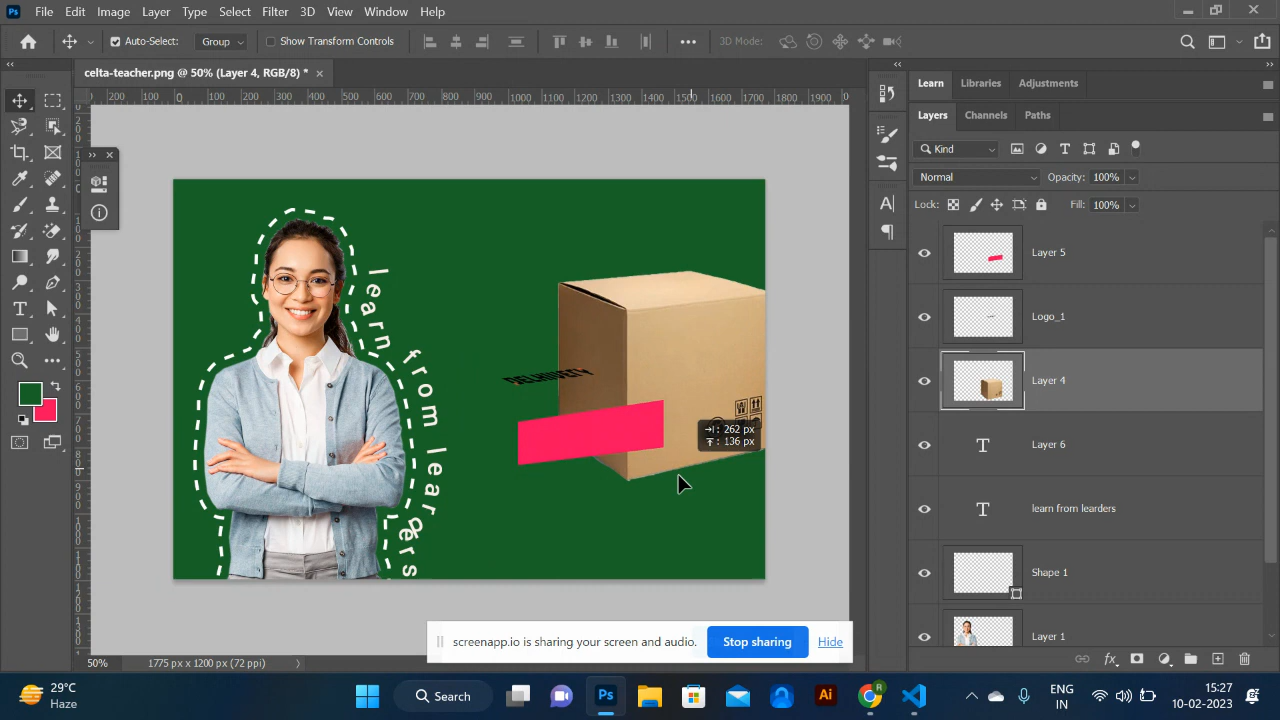 Ps File Edit Image Layer Type Select Filter 3D View Window Help
Auto-Select: Group Show Transform Controls 3D Mode:
celta-teacher.png @ 50% (Layer 4, RGB/8) *
200 100 0 100 200 300 400 500 600 700 800 900 1000 1100 1200 1300 1400 1500 1600 1700 1800 1900
Learn Libraries Adjustments
Layers Channels Paths
Kind
Normal Opacity: 100%
Lock: Fill: 100%
Layer 5
Logo_1
Layer 4
Layer 6
learn from learders
Shape 1
Layer 1
learn from learders
DELHIVERY
: 262 px
: 136 px
screenapp.io is sharing your screen and audio. Stop sharing Hide
50% 1775 px x 1200 px (72 ppi)
29°C
Haze
Search
Ps
Ai
R
ENG
IN
15:27
10-02-2023